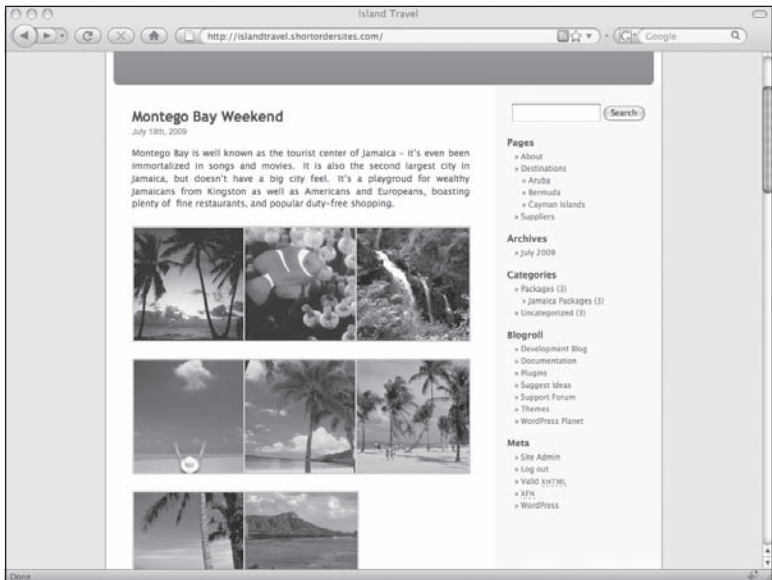 Island Travel
http://islandtravel.shortordersites.com/
Google
Montego Bay Weekend
July 19th, 2009
Montego Bay is well known as the tourist center of Jamaica - it's even been
immortalized in songs and movies. It is also the second largest city in
Jamaica, but doesn't have a big city feel. It's a playgroud for wealthy
Jamaicans from Kingston as well as Americans and Europeans, boasting
plenty of fine restaurants, and popular duty-free shopping.
Search
Pages
» About
» Destinations
» Aruba
» Bermuda
» Cayman Islands
» Suppliers
Archives
» July 2009
Categories
» Packages (3)
> Jamaica Packages (3)
» Uncategorized (3)
Blogroll
» Development Blog
» Documentation
» Plugins
» Suggest Ideas
» Support Forum
» Themes
» WordPress Planet
Meta
» Site Admin
» Log out
» Valid XHTML
» XFN
» WordPress
Done